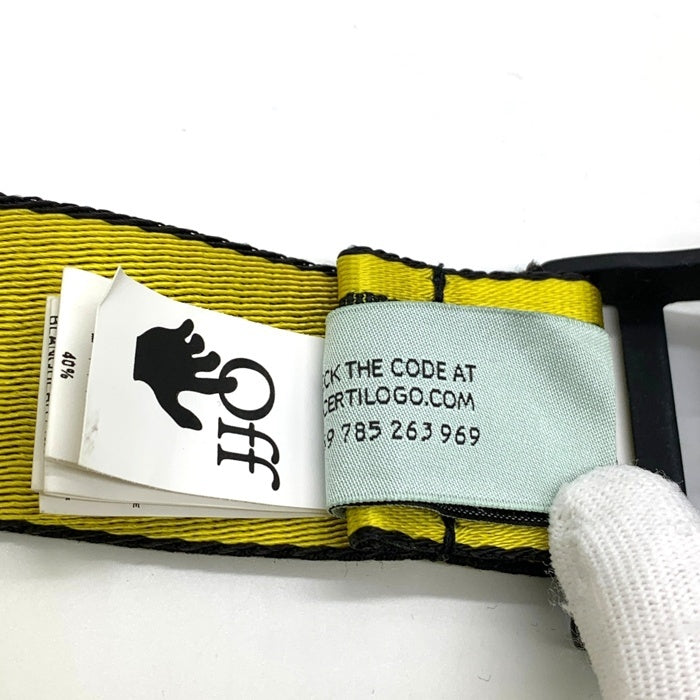 CK THE CODE AT
CERTILOGO.COM
9 785 263 969
Off
40%